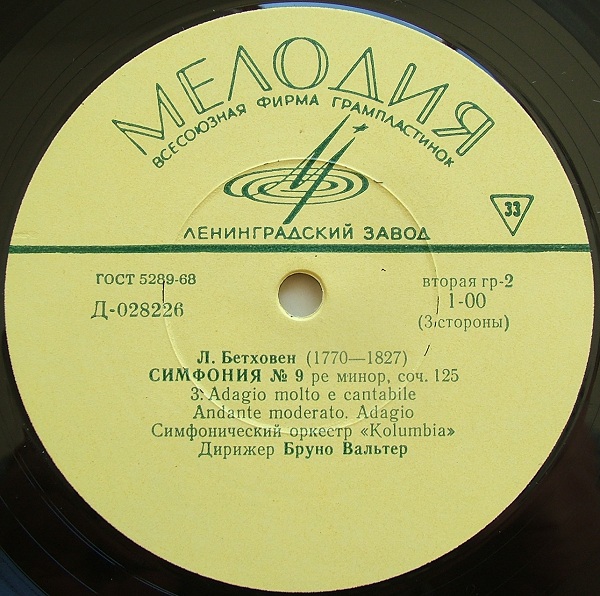 МЕЛОДИЯ
ВСЕСОЮЗНАЯ ФИРМА ГРАМПЛАСТИНОК
ЛЕНИНГРАДСКИЙ ЗАВОД
33
ГОСТ 5289-68
Д-028226
вторая гр-2
1-00
(3 стороны)
Л. Бетховен (1770—1827)
СИМФОНИЯ № 9 ре минор, соч. 125
3. Adagio molto e cantabile
Andante moderato. Adagio
Симфонический оркестр «Kolumbia»
Дирижер Бруно Вальтер